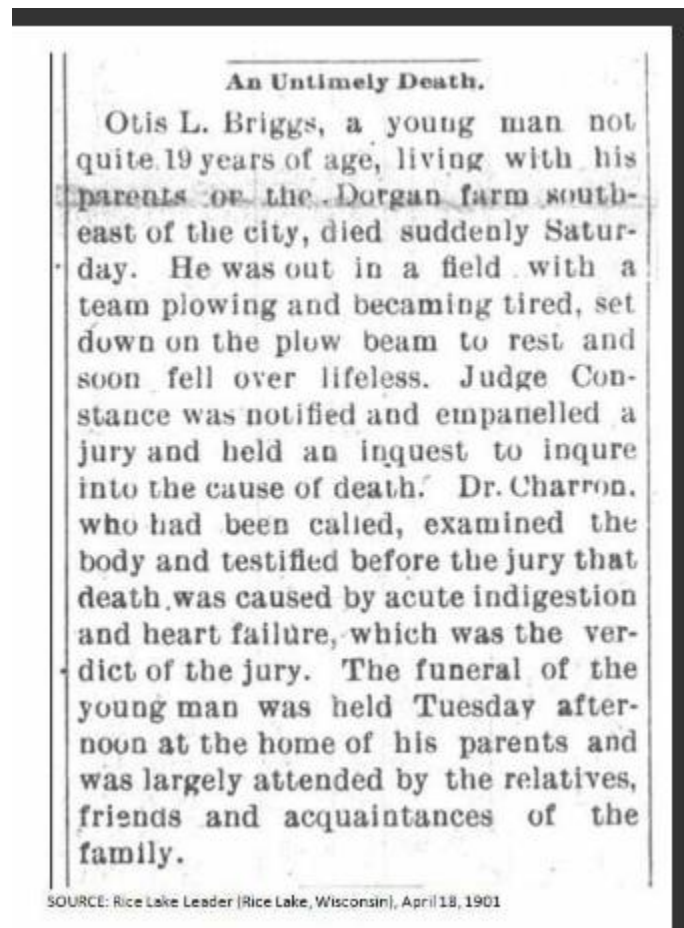 An Untimely Death.
Otis L. Briggs, a young man not
quite 19 years of age, living with his
parents on the Dorgan farm south-
east of the city, died suddenly Satur-
day. He was out in a field with a
team plowing and becaming tired, set
down on the plow beam to rest and
soon fell over lifeless. Judge Con-
stance was notified and empanelled a
jury and held an inquest to inqure
into the cause of death. Dr. Charron,
who had been called, examined the
body and testified before the jury that
death was caused by acute indigestion
and heart failure, which was the ver-
dict of the jury. The funeral of the
young man was held Tuesday after-
noon at the home of his parents and
was largely attended by the relatives,
friends and acquaintances of the
family.
SOURCE: Rice Lake Leader (Rice Lake, Wisconsin), April 18, 1901